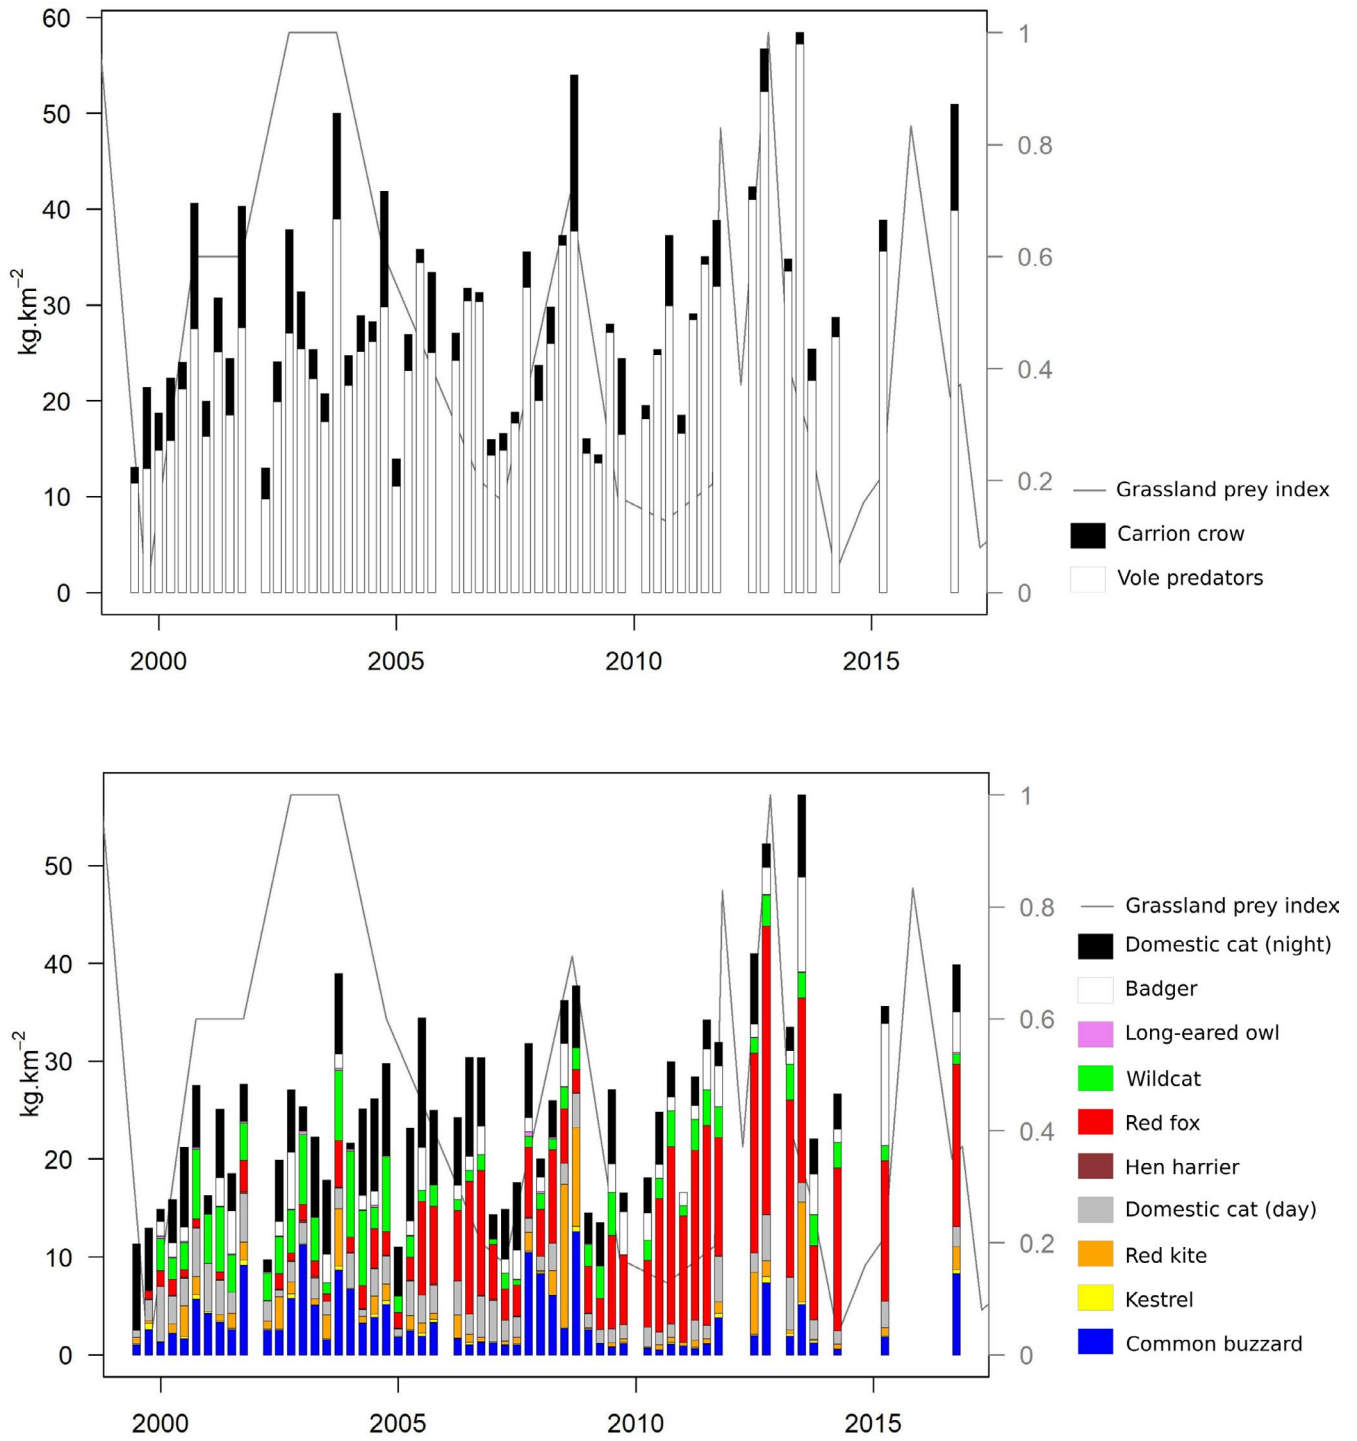 60
50
40
30
20
10
0
kg.km⁻²
1
0.8
0.6
0.4
0.2
0
2000 2005 2010 2015
Grassland prey index
Carrion crow
Vole predators
50
40
30
20
10
0
kg.km⁻²
1
0.8
0.6
0.4
0.2
0
2000 2005 2010 2015
Grassland prey index
Domestic cat (night)
Badger
Long-eared owl
Wildcat
Red fox
Hen harrier
Domestic cat (day)
Red kite
Kestrel
Common buzzard